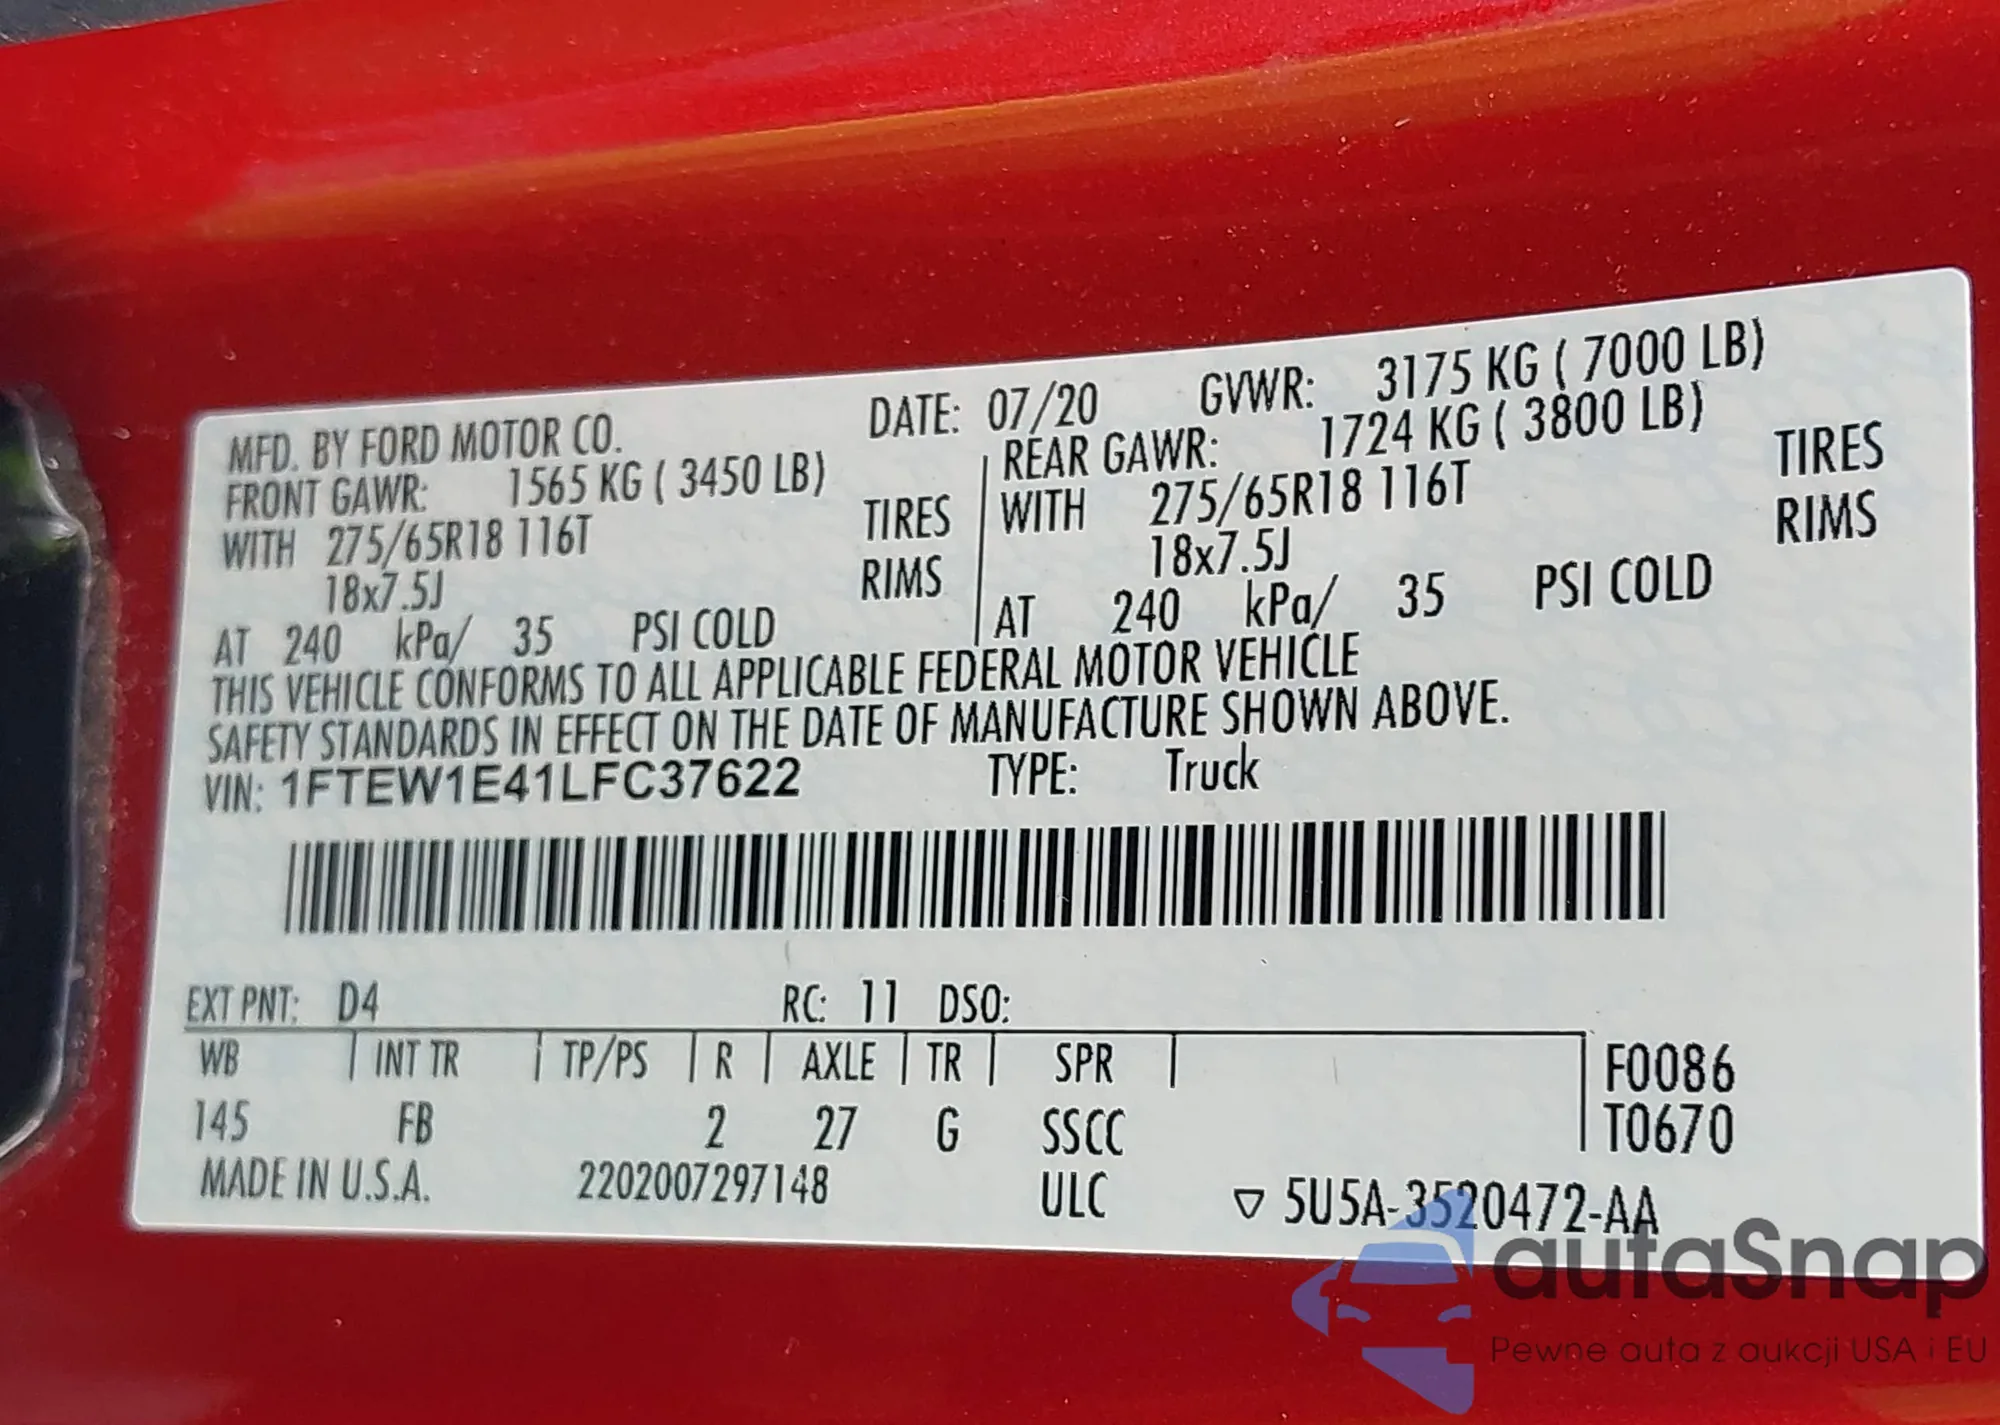 MFD. BY FORD MOTOR CO. DATE: 07/20 GVWR: 3175 KG ( 7000 LB)
FRONT GAWR: 1565 KG ( 3450 LB) REAR GAWR: 1724 KG ( 3800 LB)
WITH 275/65R18 116T TIRES WITH 275/65R18 116T TIRES
18x7.5J RIMS 18x7.5J RIMS
AT 240 kPa/ 35 PSI COLD AT 240 kPa/ 35 PSI COLD
THIS VEHICLE CONFORMS TO ALL APPLICABLE FEDERAL MOTOR VEHICLE
SAFETY STANDARDS IN EFFECT ON THE DATE OF MANUFACTURE SHOWN ABOVE.
VIN: 1FTEW1E41LFC37622 TYPE: Truck
EXT PNT: D4 RC: 11 DSO:
WB INT TR TP/PS R AXLE TR SPR F0086
145 FB 2 27 G SSCC T0670
MADE IN U.S.A. 2202007297148 ULC ▽ 5U5A-3520472-AA
autaSnap
Pewne auta z aukcji USA i EU